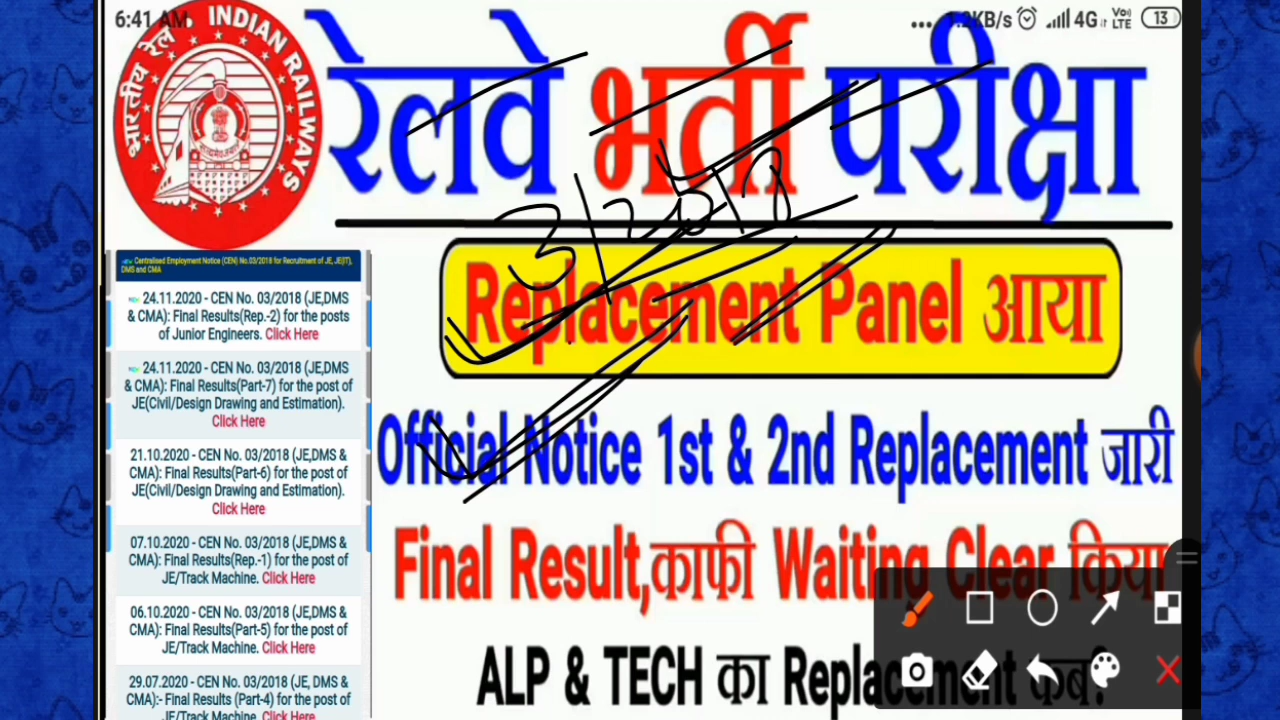 6:41 AM
1.2KB/s 4G VoLTE 13
भारतीय रेल INDIAN RAILWAYS
रेलवे भर्ती परीक्षा
3/2018
Replacement Panel आया
Centralised Employment Notice (CEN) No.03/2018 for Recruitment of JE, JE(IT),
DMS and CMA
24.11.2020 - CEN No. 03/2018 (JE,DMS
& CMA): Final Results(Rep.-2) for the posts
of Junior Engineers. Click Here
24.11.2020 - CEN No. 03/2018 (JE,DMS
& CMA): Final Results(Part-7) for the post of
JE(Civil/Design Drawing and Estimation).
Click Here
21.10.2020 - CEN No. 03/2018 (JE,DMS &
CMA): Final Results(Part-6) for the post of
JE(Civil/Design Drawing and Estimation).
Click Here
07.10.2020 - CEN No. 03/2018 (JE,DMS &
CMA): Final Results(Rep.-1) for the post of
JE/Track Machine. Click Here
06.10.2020 - CEN No. 03/2018 (JE,DMS &
CMA): Final Results(Part-5) for the post of
JE/Track Machine. Click Here
29.07.2020 - CEN No. 03/2018 (JE, DMS &
CMA):- Final Results (Part-4) for the post of
JE/Track Machine. Click Here
Official Notice 1st & 2nd Replacement जारी
Final Result,काफी Waiting Clear किया
ALP & TECH का Replacement कब?